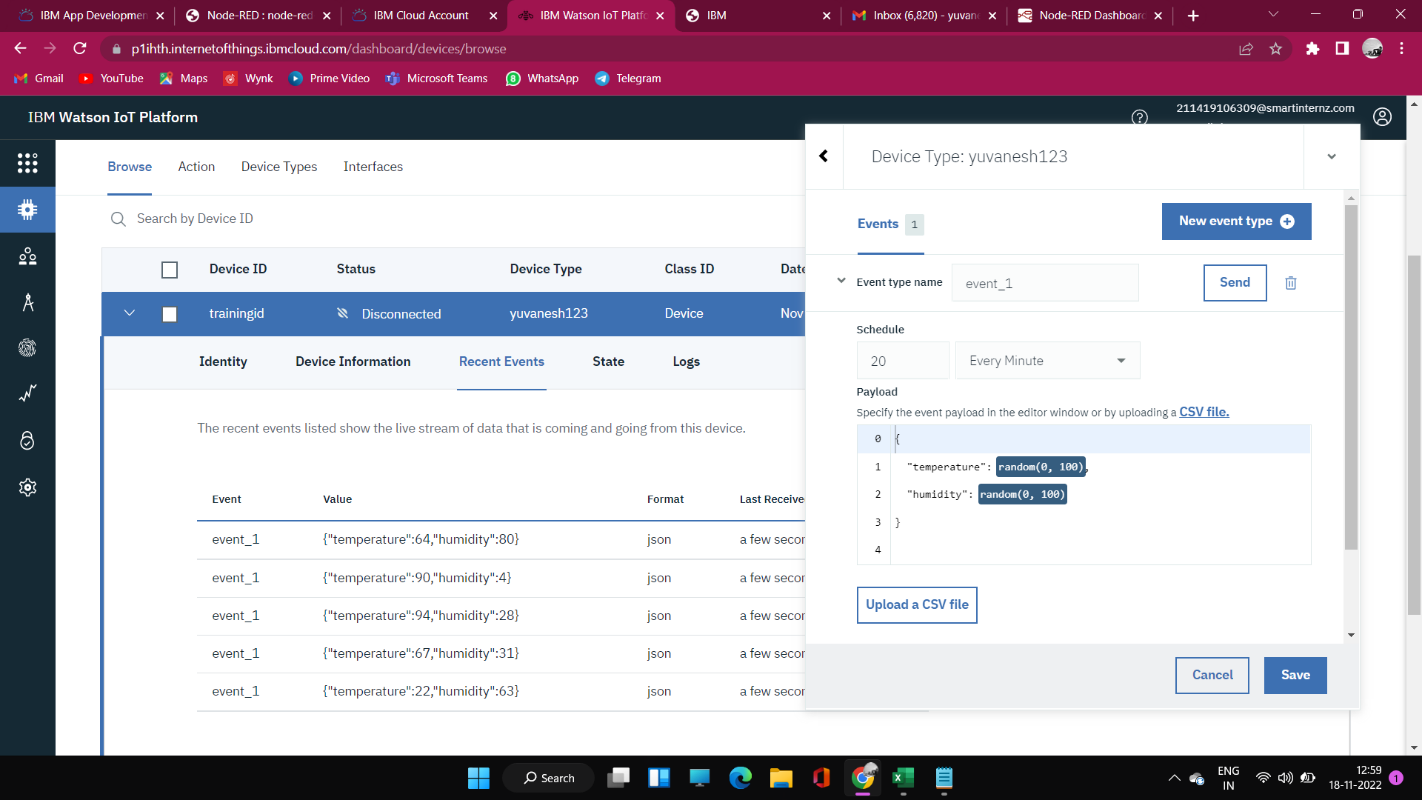 IBM App Developmen
Node-RED : node-red
IBM Cloud Account
IBM Watson IoT Platfo
IBM
Inbox (6,820) - yuvan
Node-RED Dashboard
p1ihth.internetofthings.ibmcloud.com/dashboard/devices/browse
Gmail
YouTube
Maps
Wynk
Prime Video
Microsoft Teams
WhatsApp
Telegram
IBM Watson IoT Platform
211419106309@smartinternz.com
Browse
Action
Device Types
Interfaces
Search by Device ID
Device ID
Status
Device Type
Class ID
Date
trainingid
Disconnected
yuvanesh123
Device
Nov
Identity
Device Information
Recent Events
State
Logs
The recent events listed show the live stream of data that is coming and going from this device.
Event
Value
Format
Last Receive
event_1
{"temperature":64,"humidity":80}
json
a few secon
event_1
{"temperature":90,"humidity":4}
json
a few secon
event_1
{"temperature":94,"humidity":28}
json
a few secon
event_1
{"temperature":67,"humidity":31}
json
a few secon
event_1
{"temperature":22,"humidity":63}
json
a few secon
Device Type: yuvanesh123
Events 1
New event type
Event type name
event_1
Send
Schedule
20
Every Minute
Payload
Specify the event payload in the editor window or by uploading a CSV file.
0 {
1 "temperature": random(0, 100),
2 "humidity": random(0, 100)
3 }
4
Upload a CSV file
Cancel
Save
Search
ENG
IN
12:59
18-11-2022
1